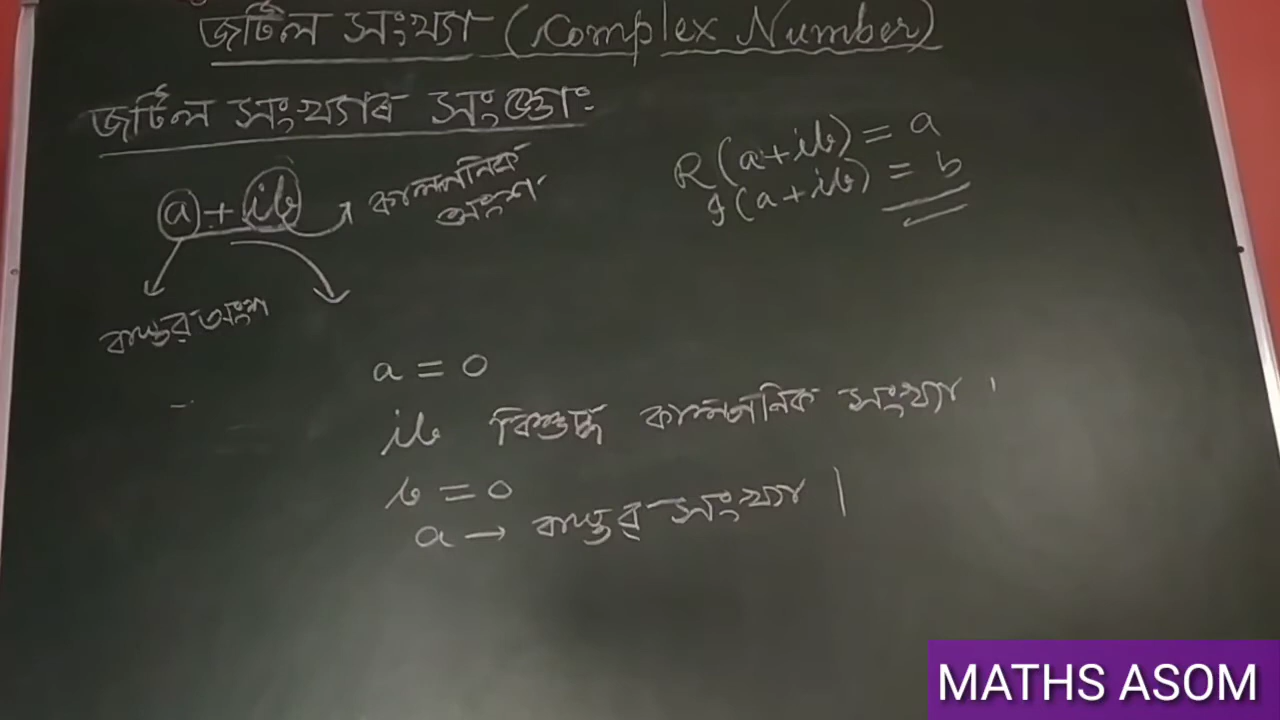 জটিল সংখ্যা (Complex Number)
জটিল সংখ্যাৰ সংজ্ঞাঃ
a + ib
কাল্পনিক
অংশ
R(a+ib) = a
I(a+ib) = b
বাস্তৱ অংশ
a = 0
ib বিশুদ্ধ কাল্পনিক সংখ্যা ।
b = 0
a → বাস্তৱ সংখ্যা |
MATHS ASOM